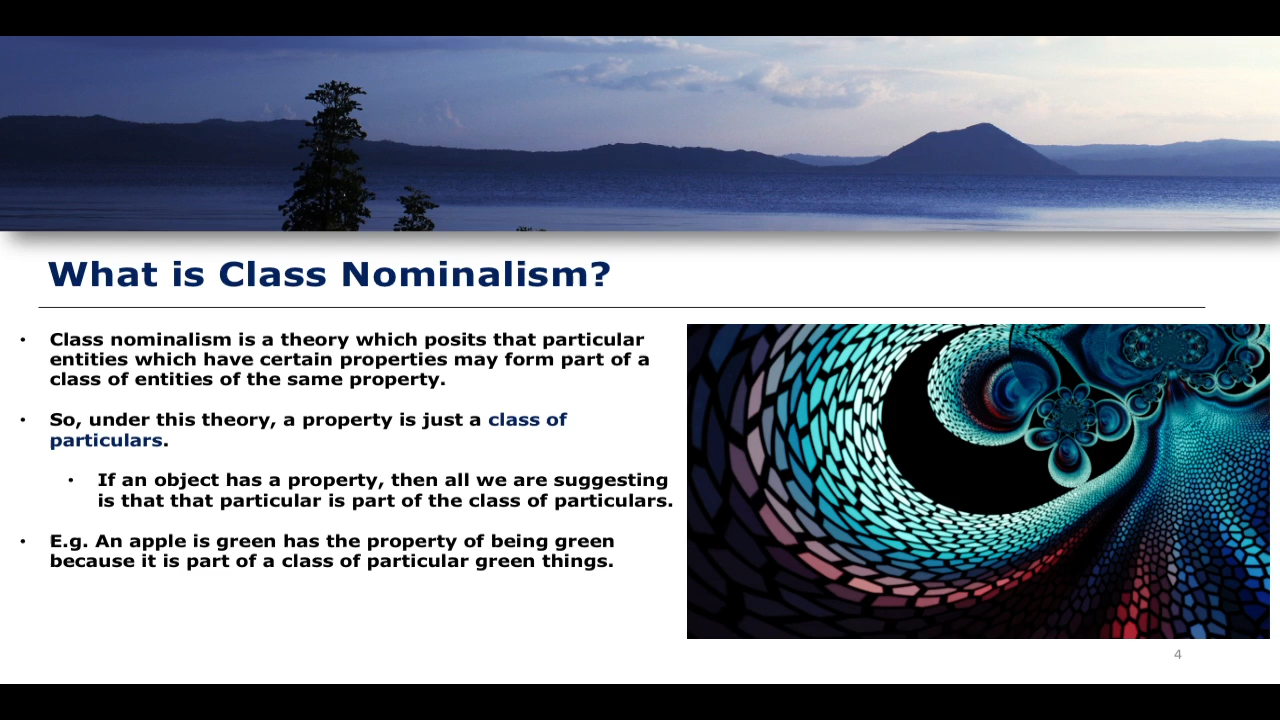 What is Class Nominalism?
• Class nominalism is a theory which posits that particular
entities which have certain properties may form part of a
class of entities of the same property.
• So, under this theory, a property is just a class of
particulars.
• If an object has a property, then all we are suggesting
is that that particular is part of the class of particulars.
• E.g. An apple is green has the property of being green
because it is part of a class of particular green things.
4